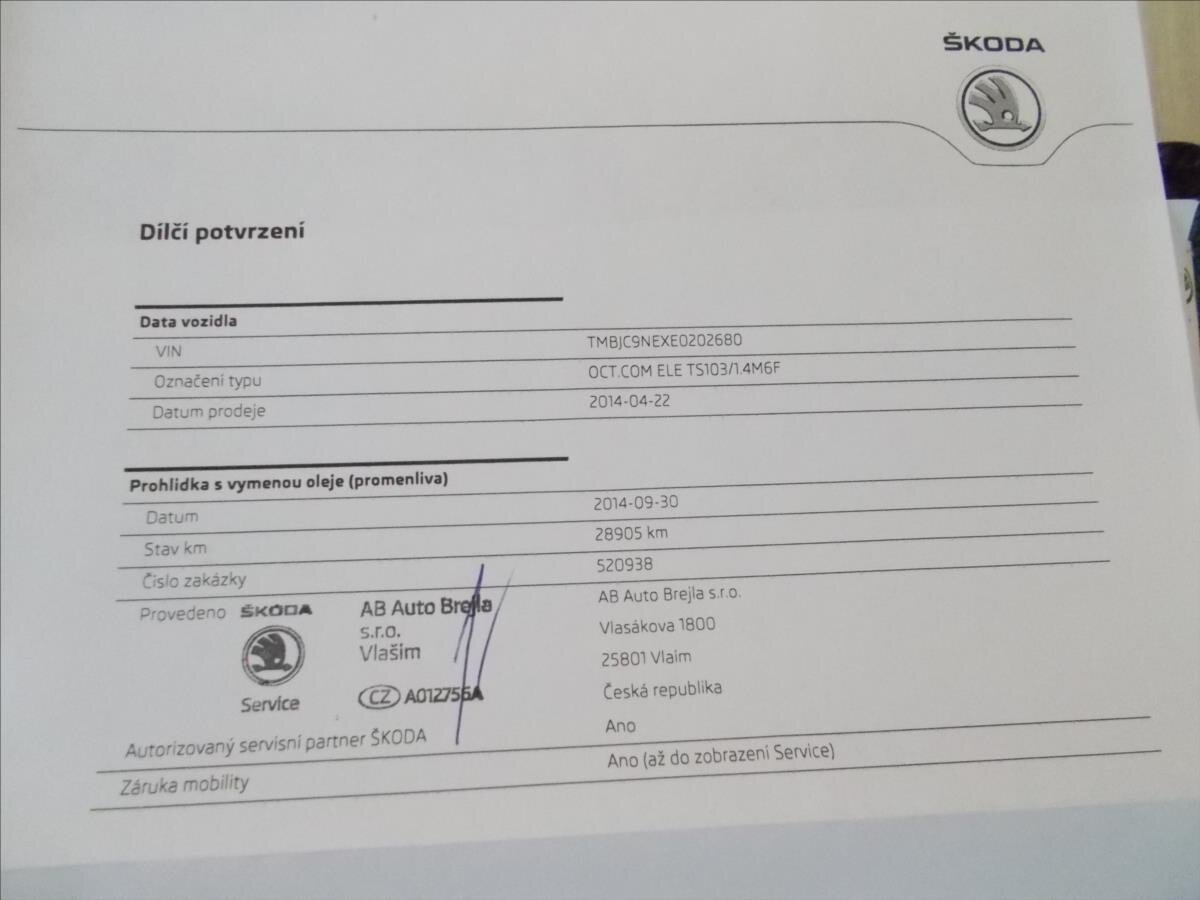 ŠKODA
Dílčí potvrzení
Data vozidla
VIN TMBJC9NEXE0202680
Označení typu OCT.COM ELE TS103/1.4M6F
Datum prodeje 2014-04-22
Prohlidka s vymenou oleje (promenliva)
Datum 2014-09-30
Stav km 28905 km
Číslo zakázky 520938
Provedeno ŠKODA AB Auto Brejla AB Auto Brejla s.r.o.
s.r.o. Vlasákova 1800
Vlašim 25801 Vlaim
Service CZ A012756A Česká republika
Autorizovaný servisní partner ŠKODA Ano
Záruka mobility Ano (až do zobrazení Service)